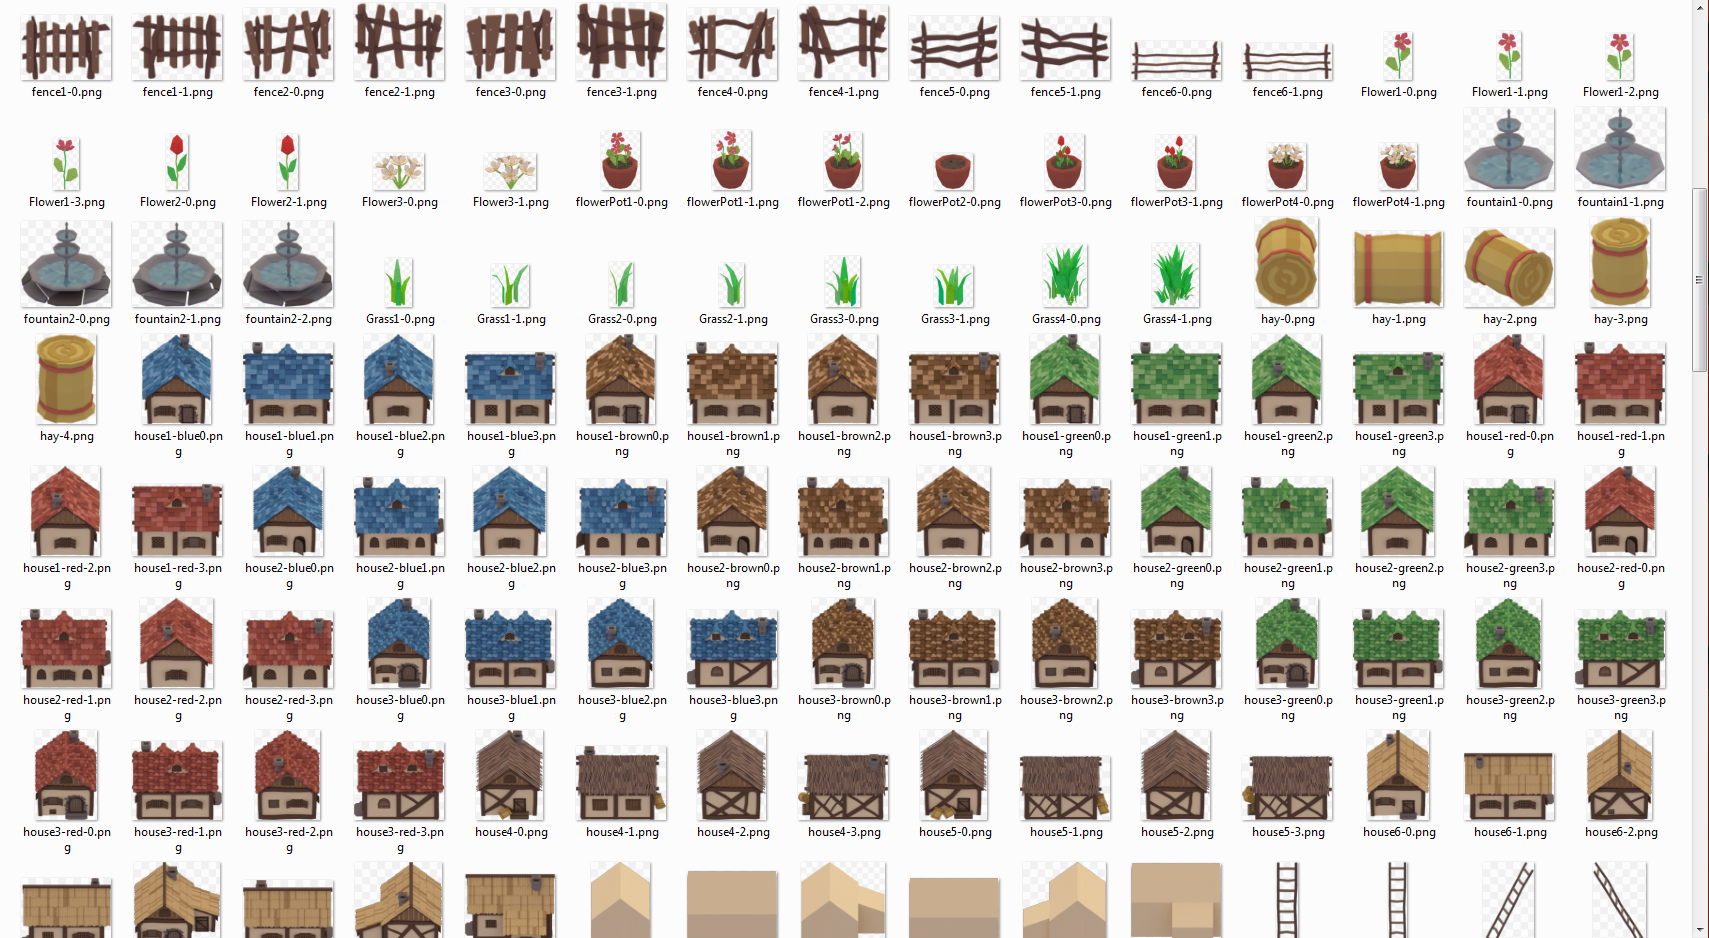 fence1-0.png fence1-1.png fence2-0.png fence2-1.png fence3-0.png fence3-1.png fence4-0.png fence4-1.png fence5-0.png fence5-1.png fence6-0.png fence6-1.png Flower1-0.png Flower1-1.png Flower1-2.png
Flower1-3.png Flower2-0.png Flower2-1.png Flower3-0.png Flower3-1.png flowerPot1-0.png flowerPot1-1.png flowerPot1-2.png flowerPot2-0.png flowerPot3-0.png flowerPot3-1.png flowerPot4-0.png flowerPot4-1.png fountain1-0.png fountain1-1.png
fountain2-0.png fountain2-1.png fountain2-2.png Grass1-0.png Grass1-1.png Grass2-0.png Grass2-1.png Grass3-0.png Grass3-1.png Grass4-0.png Grass4-1.png hay-0.png hay-1.png hay-2.png hay-3.png
hay-4.png house1-blue0.pn house1-blue1.pn house1-blue2.pn house1-blue3.pn house1-brown0.p house1-brown1.p house1-brown2.p house1-brown3.p house1-green0.p house1-green1.p house1-green2.p house1-green3.p house1-red-0.pn house1-red-1.pn
g g g g ng ng ng ng ng ng ng ng g g
house1-red-2.pn house1-red-3.pn house2-blue0.pn house2-blue1.pn house2-blue2.pn house2-blue3.pn house2-brown0.p house2-brown1.p house2-brown2.p house2-brown3.p house2-green0.p house2-green1.p house2-green2.p house2-green3.p house2-red-0.pn
g g g g g g ng ng ng ng ng ng ng ng g
house2-red-1.pn house2-red-2.pn house2-red-3.pn house3-blue0.pn house3-blue1.pn house3-blue2.pn house3-blue3.pn house3-brown0.p house3-brown1.p house3-brown2.p house3-brown3.p house3-green0.p house3-green1.p house3-green2.p house3-green3.p
g g g g g g g ng ng ng ng ng ng ng ng
house3-red-0.pn house3-red-1.pn house3-red-2.pn house3-red-3.pn house4-0.png house4-1.png house4-2.png house4-3.png house5-0.png house5-1.png house5-2.png house5-3.png house6-0.png house6-1.png house6-2.png
g g g g